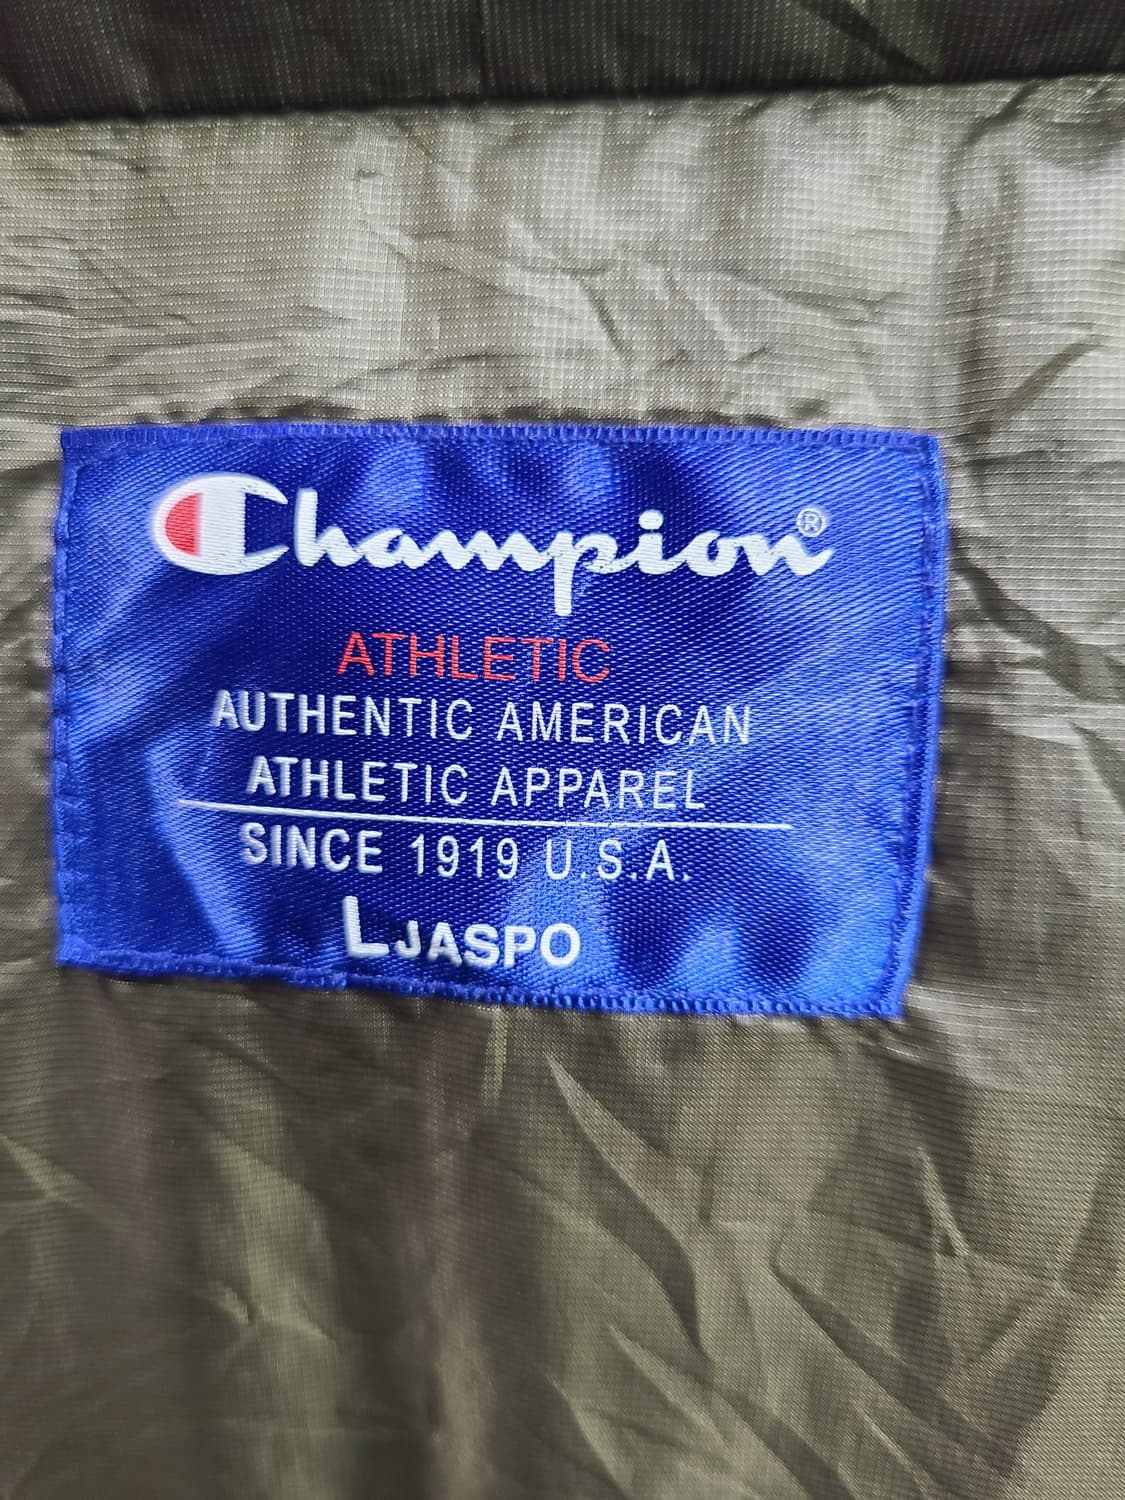 Champion®
ATHLETIC
AUTHENTIC AMERICAN
ATHLETIC APPAREL
SINCE 1919 U.S.A.
L JASPO